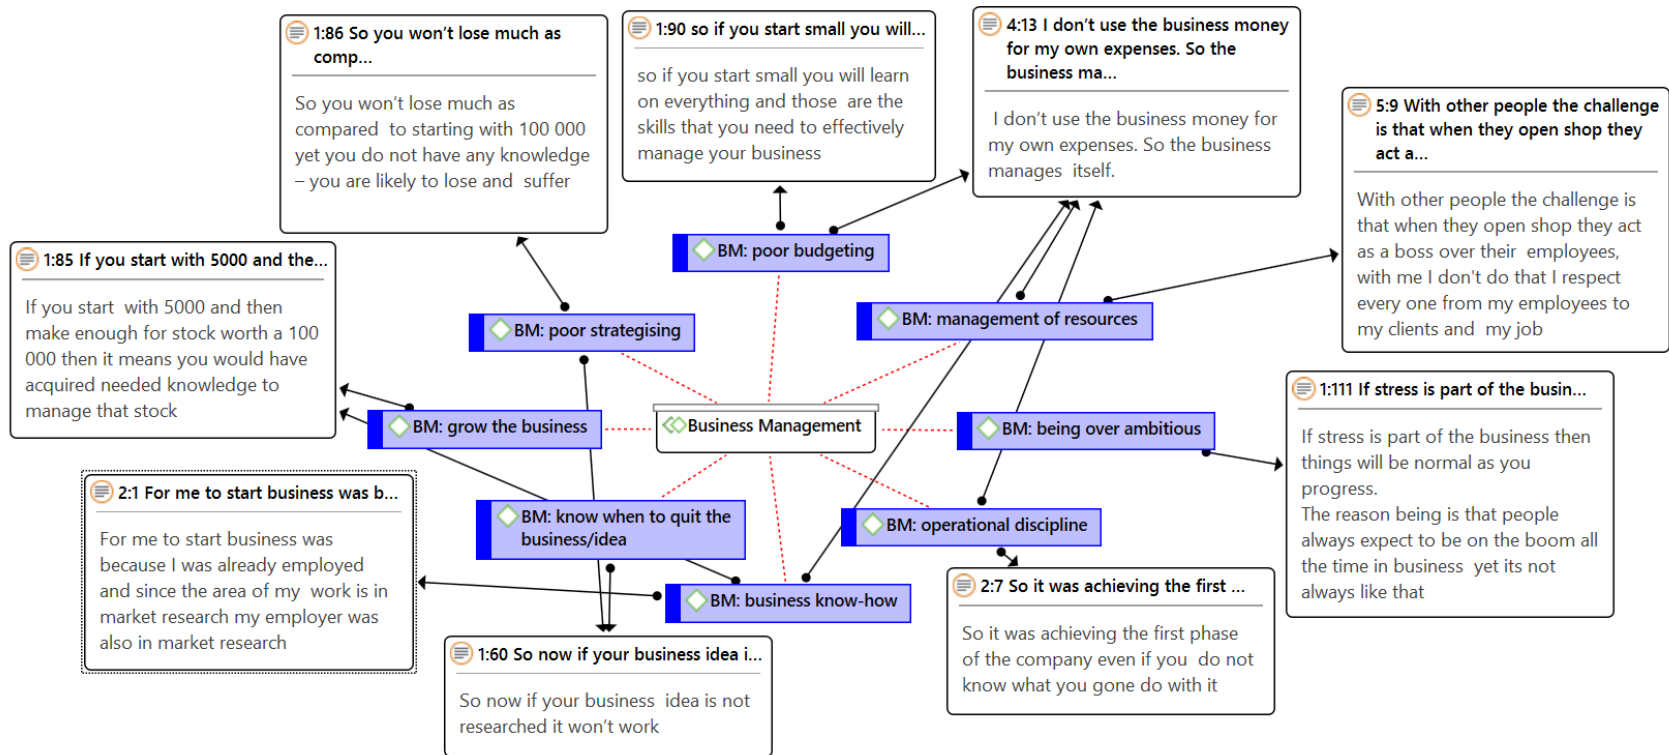 1:86 So you won’t lose much as
comp...
So you won’t lose much as
compared  to starting with 100 000
yet you do not have any knowledge
– you are likely to lose and  suffer
1:90 so if you start small you will...
so if you start small you will learn
on everything and those  are the
skills that you need to effectively
manage your business
4:13 I don’t use the business money
for my own expenses. So the
business ma...
I don’t use the business money for
my own expenses. So the business
manages  itself.
5:9 With other people the challenge
is that when they open shop they
act a...
With other people the challenge is
that when they open shop they act
as a boss over their  employees,
with me I don't do that I respect
every one from my employees to
my clients and  my job
1:85 If you start with 5000 and the...
If you start  with 5000 and then
make enough for stock worth a 100
000 then it means you would have
acquired needed knowledge to
manage that stock
BM: poor budgeting
BM: poor strategising
BM: management of resources
BM: grow the business
Business Management
BM: being over ambitious
BM: know when to quit the
business/idea
BM: operational discipline
BM: business know-how
1:111 If stress is part of the busin...
If stress is part of the business then
things will be normal as you
progress.
The reason being is that people
always expect to be on the boom all
the time in business  yet its not
always like that
2:1 For me to start business was b...
For me to start business was
because I was already employed
and since the area of my  work is in
market research my employer was
also in market research
1:60 So now if your business idea i...
So now if your business  idea is not
researched it won’t work
2:7 So it was achieving the first ...
So it was achieving the first phase
of the company even if you  do not
know what you gone do with it